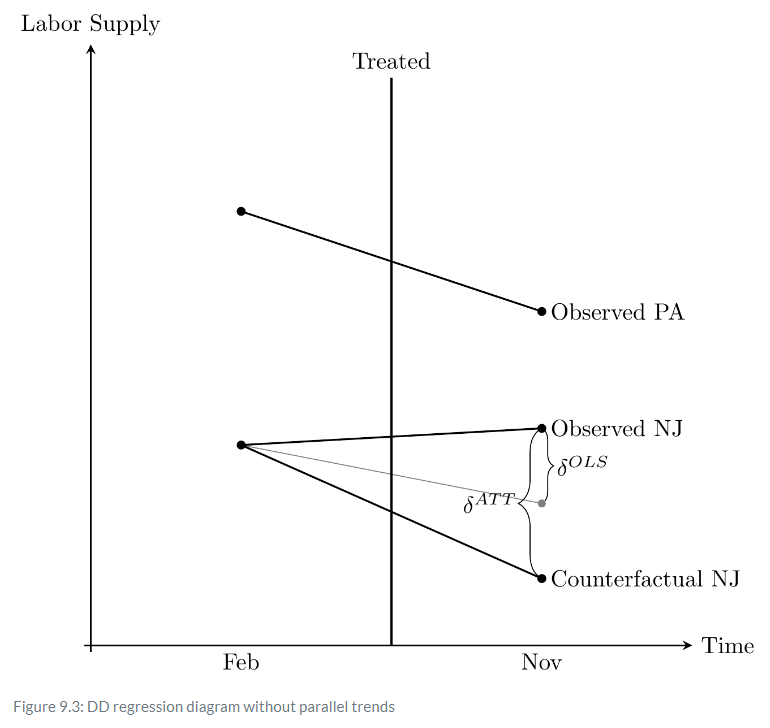 Labor Supply
Treated
Observed PA
Observed NJ
δ^OLS
δ^ATT
Counterfactual NJ
Time
Feb
Nov
Figure 9.3: DD regression diagram without parallel trends